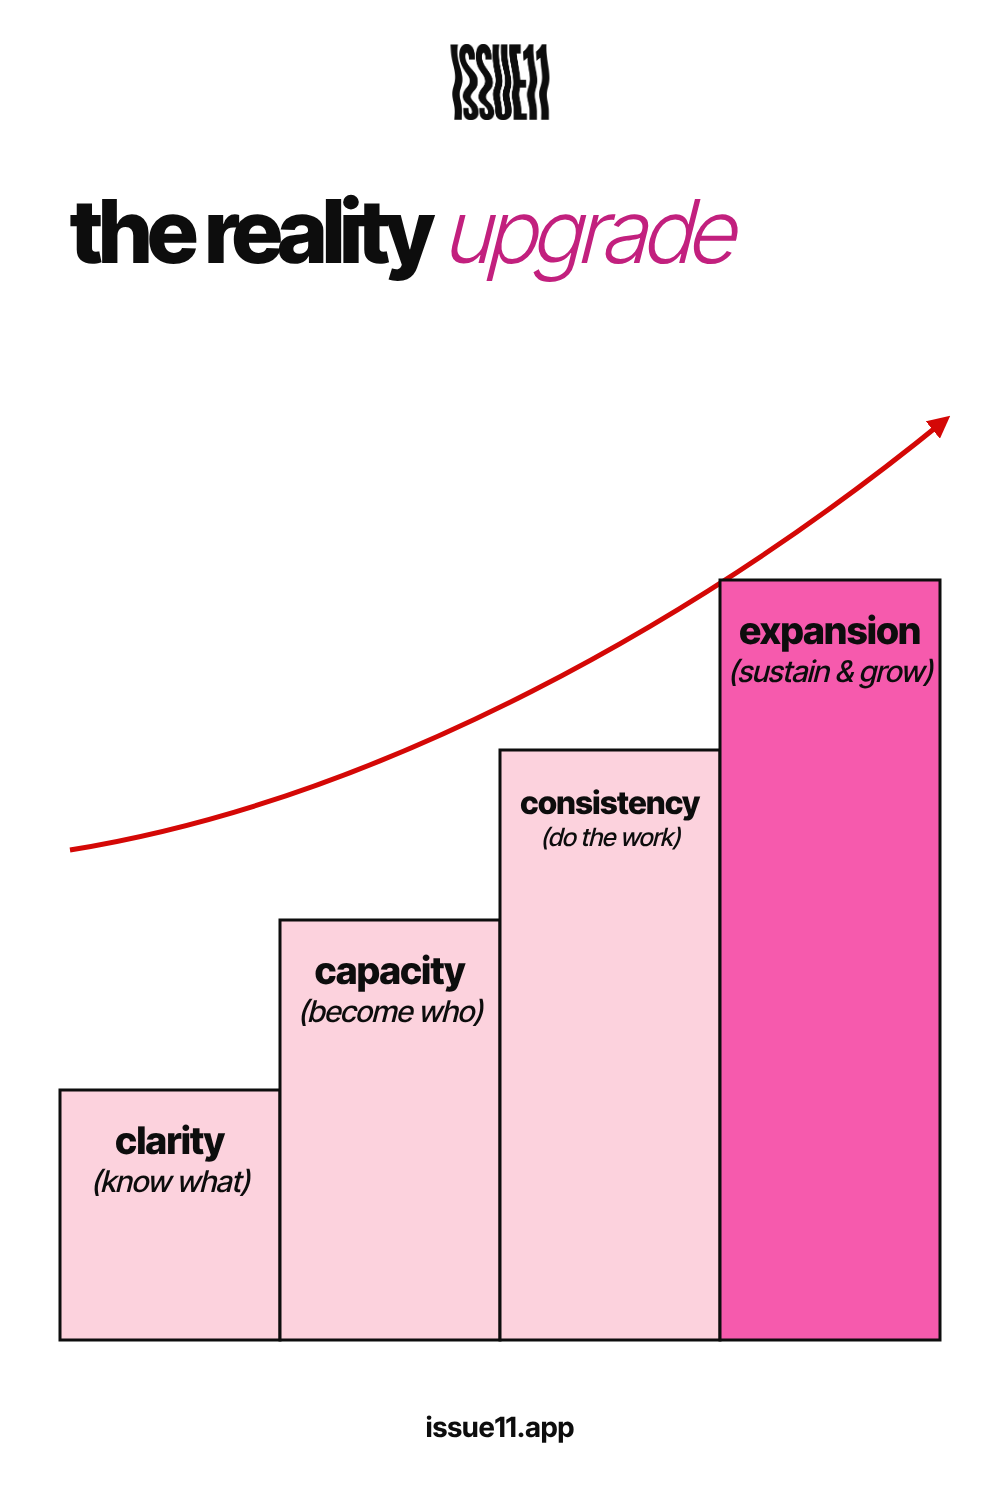 ISSUE11
the reality upgrade
expansion
(sustain & grow)
consistency
(do the work)
capacity
(become who)
clarity
(know what)
issue11.app